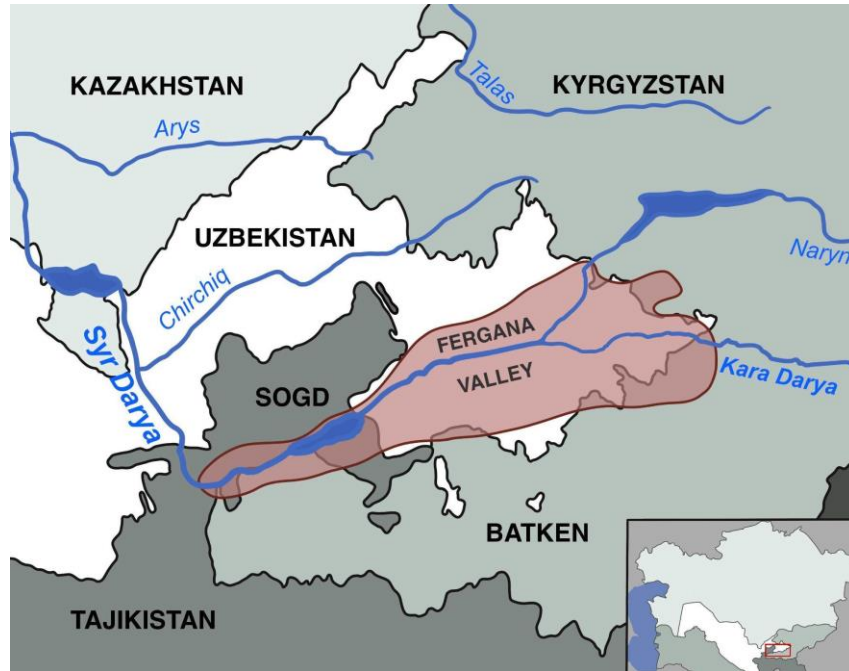 KAZAKHSTAN
KYRGYZSTAN
Talas
Arys
UZBEKISTAN
Naryn
Chirchiq
Syr Darya
FERGANA
VALLEY
Kara Darya
SOGD
BATKEN
TAJIKISTAN